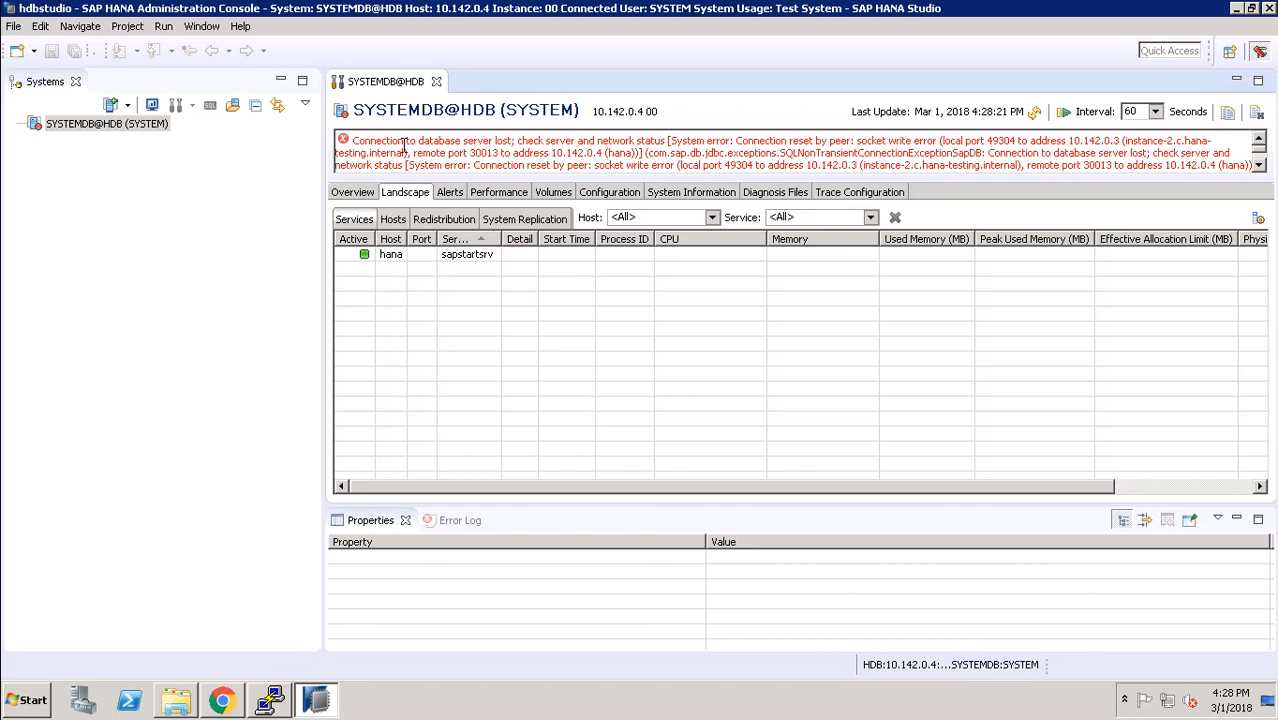 hdbstudio - SAP HANA Administration Console - System: SYSTEMDB@HDB Host: 10.142.0.4 Instance: 00 Connected User: SYSTEM System Usage: Test System - SAP HANA Studio
File Edit Navigate Project Run Window Help
Quick Access
Systems
SYSTEMDB@HDB
SQL
SYSTEMDB@HDB (SYSTEM)
SYSTEMDB@HDB (SYSTEM) 10.142.0.4 00 Last Update: Mar 1, 2018 4:28:21 PM Interval: 60 Seconds
Connection to database server lost; check server and network status [System error: Connection reset by peer: socket write error (local port 49304 to address 10.142.0.3 (instance-2.c.hana-
testing.internal), remote port 30013 to address 10.142.0.4 (hana))] (com.sap.db.jdbc.exceptions.SQLNonTransientConnectionExceptionSapDB: Connection to database server lost; check server and
network status [System error: Connection reset by peer: socket write error (local port 49304 to address 10.142.0.3 (instance-2.c.hana-testing.internal), remote port 30013 to address 10.142.0.4 (hana))
Overview Landscape Alerts Performance Volumes Configuration System Information Diagnosis Files Trace Configuration
Services Hosts Redistribution System Replication Host: <All> Service: <All>
Active Host Port Ser... Detail Start Time Process ID CPU Memory Used Memory (MB) Peak Used Memory (MB) Effective Allocation Limit (MB) Physi
hana sapstartsrv
Properties Error Log
Property Value
HDB:10.142.0.4:...SYSTEMDB:SYSTEM
Start
4:28 PM
3/1/2018